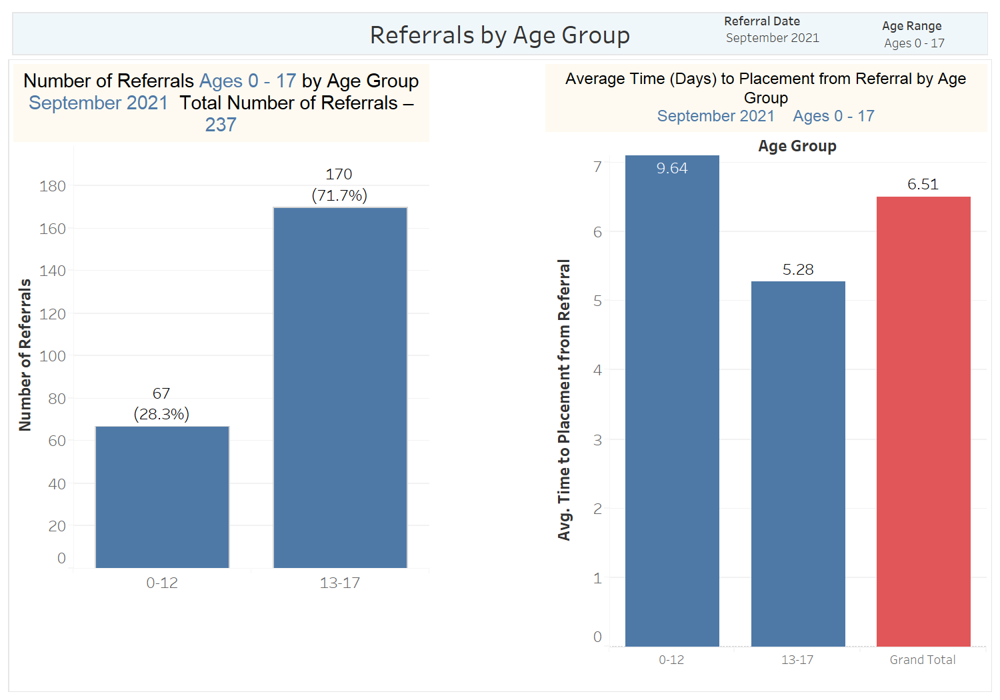 Referrals by Age Group
Referral Date
September 2021
Age Range
Ages 0 - 17
Number of Referrals Ages 0 - 17 by Age Group
September 2021 Total Number of Referrals –
237
180
160
140
120
100
80
60
40
20
0
Number of Referrals
67
(28.3%)
170
(71.7%)
0-12
13-17
Average Time (Days) to Placement from Referral by Age
Group
September 2021 Ages 0 - 17
Age Group
7
6
5
4
3
2
1
0
Avg. Time to Placement from Referral
9.64
5.28
6.51
0-12
13-17
Grand Total